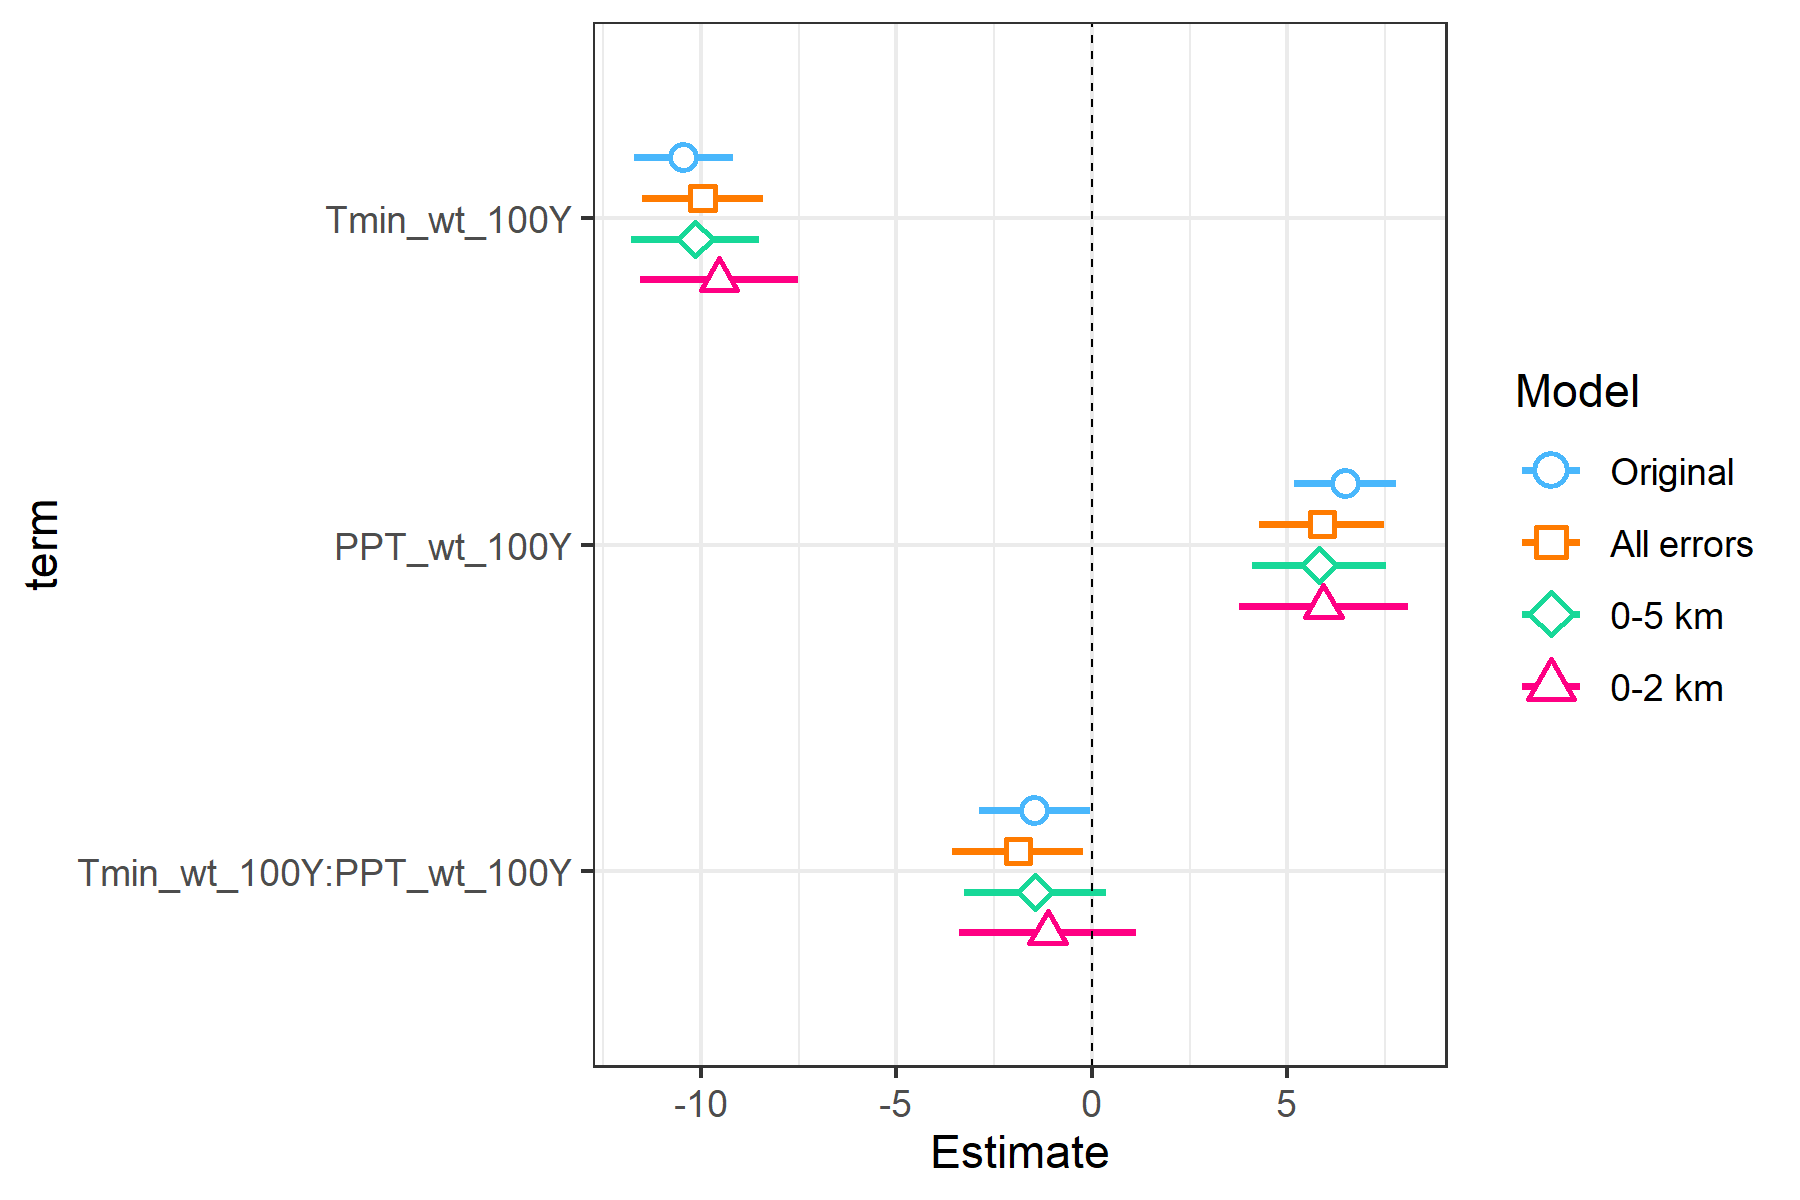 term
Tmin_wt_100Y
PPT_wt_100Y
Tmin_wt_100Y:PPT_wt_100Y
-10
-5
0
5
Estimate
Model
Original
All errors
0-5 km
0-2 km